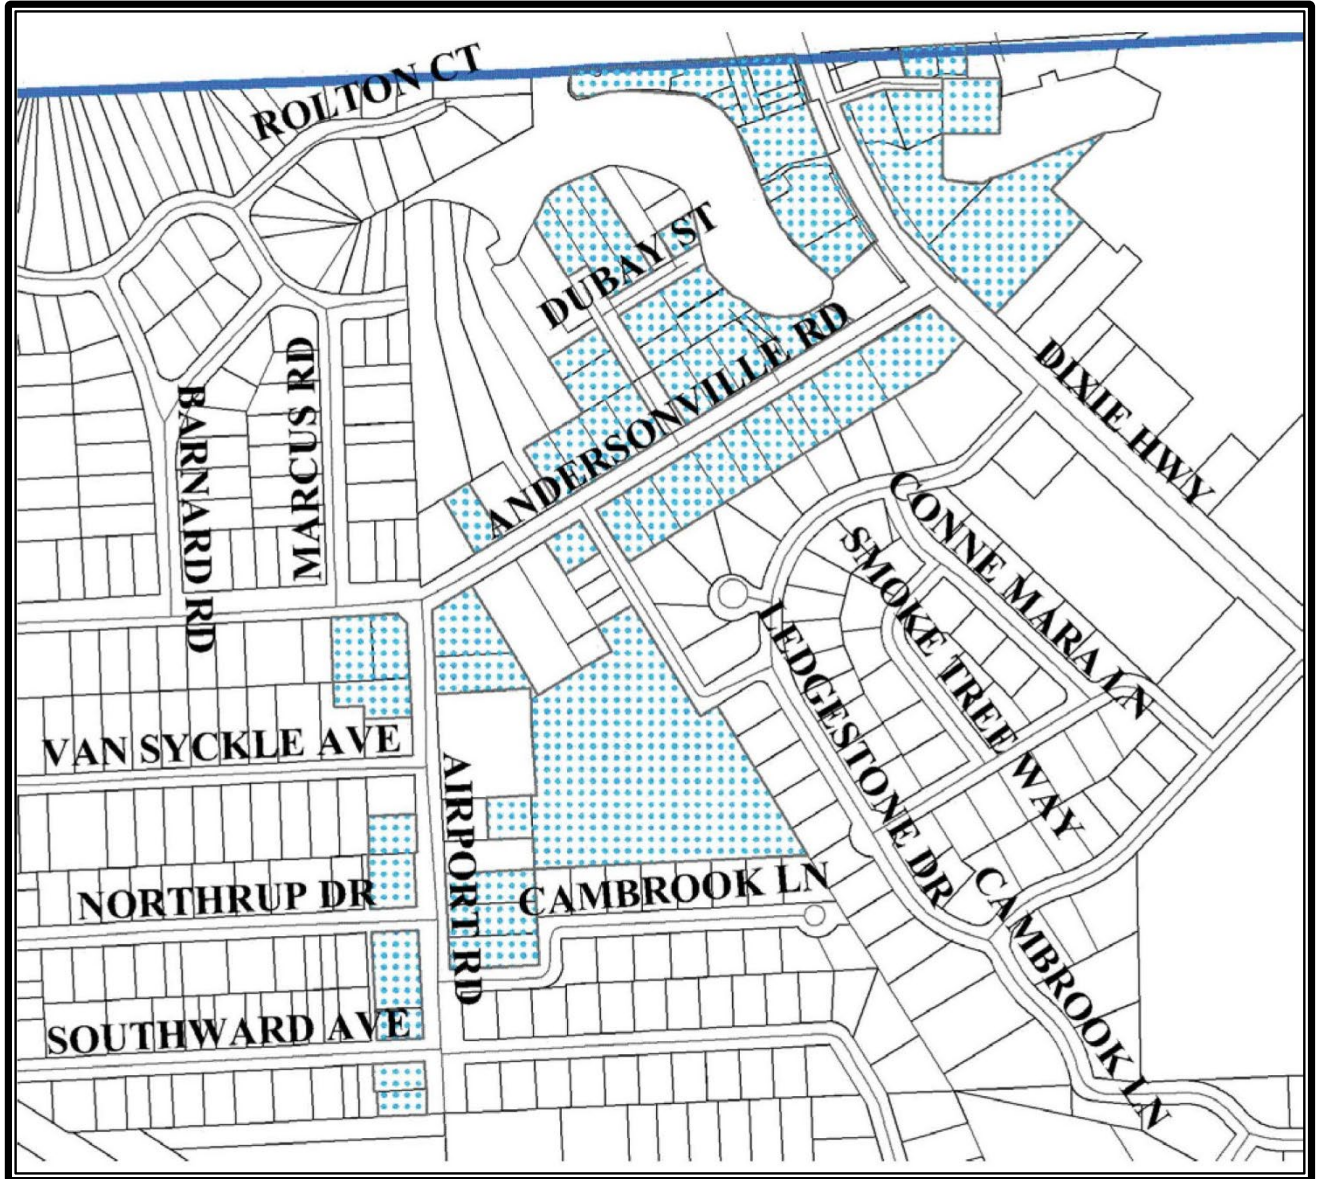 ROLTON CT
DUBAY ST
ANDERSONVILLE RD
DIXIE HWY
BARNARD RD
MARCUS RD
CONNE MARA LN
SMOKE TREE WAY
LEDGESTONE DR
VAN SYCKLE AVE
AIRPORT RD
NORTHRUP DR
CAMBROOK LN
CAMBROOK LN
SOUTHWARD AVE